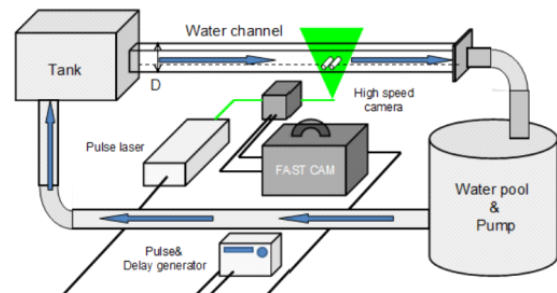 Water channel
Tank
D
High speed
camera
Pulse laser
FAST CAM
Water pool
&
Pump
Pulse&
Delay generator